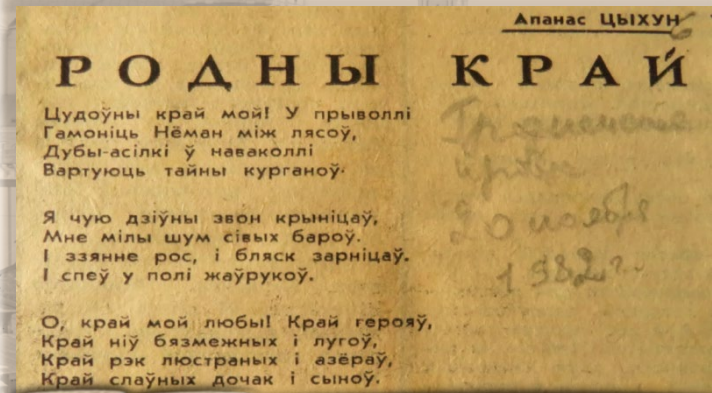 Апанас ЦЫХУН
РОДНЫ КРАЙ
Цудоўны край мой! У прыволлі
Гамоніць Нёман між лясоў,
Дубы-асілкі ў наваколлі
Вартуюць тайны курганоў.
Я чую дзіўны звон крыніцаў,
Мне мілы шум сівых бароў.
І ззянне рос, і бляск зарніцаў.
І спеў у полі жаўрукоў.
О, край мой любы! Край герояў,
Край ніў бязмежных і лугоў,
Край рэк люстраных і азёраў,
Край слаўных дочак і сыноў.
20 ноября
1982 г.